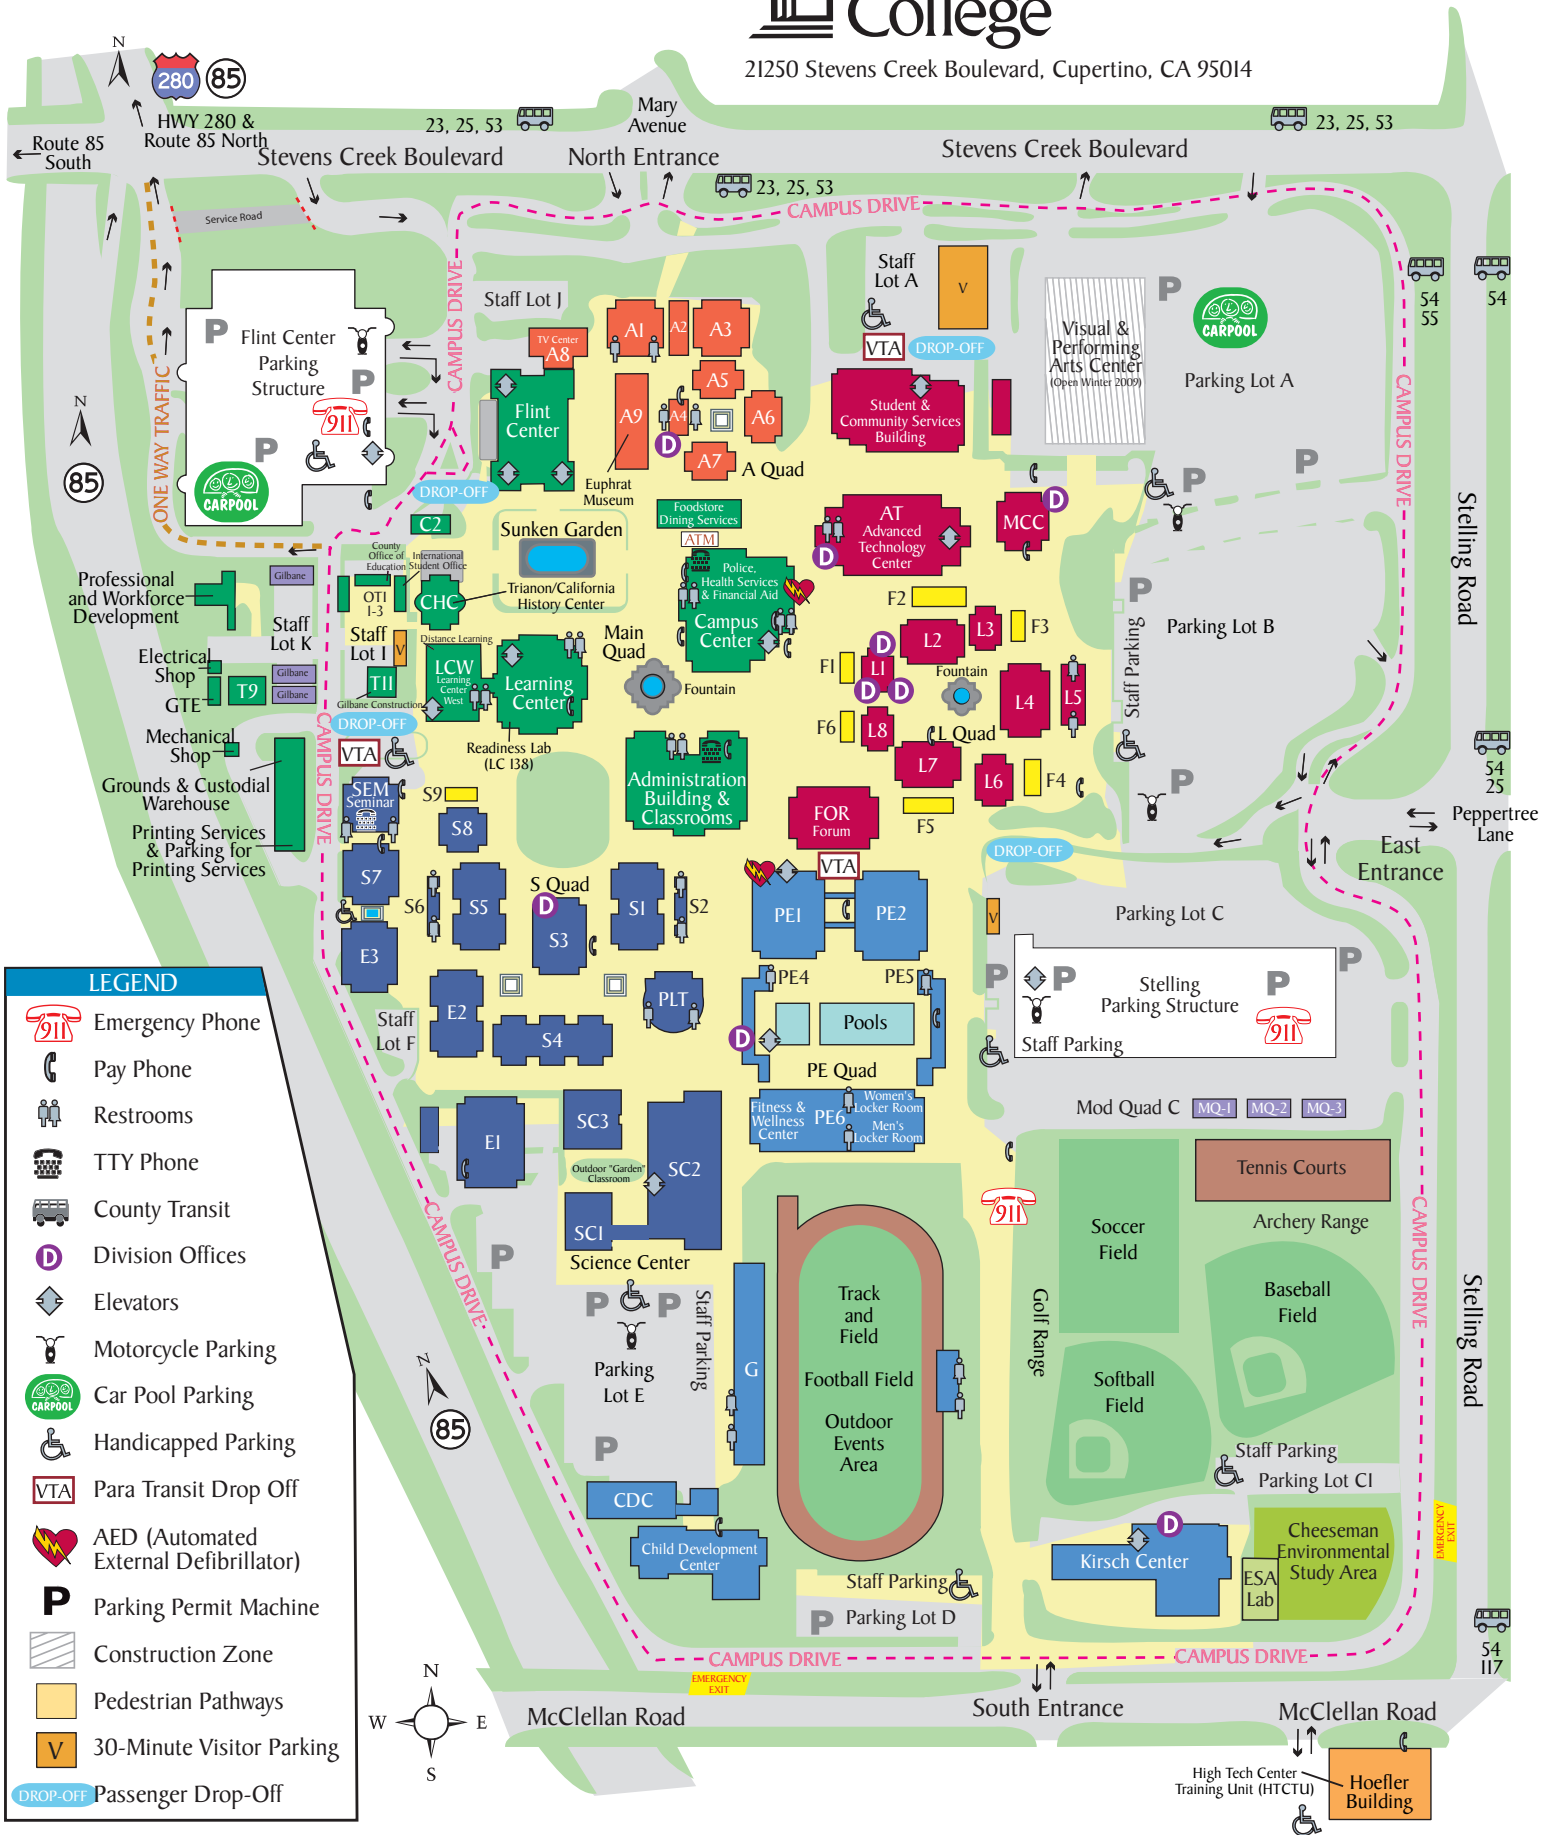 College
21250 Stevens Creek Boulevard, Cupertino, CA 95014
N
280
85
HWY 280 &
Route 85 North
Route 85
South
23, 25, 53
Mary
Avenue
23, 25, 53
Stevens Creek Boulevard
North Entrance
Stevens Creek Boulevard
23, 25, 53
Service Road
CAMPUS DRIVE
CAMPUS DRIVE
Staff Lot J
Staff
Lot A
V
VTA
DROP-OFF
Visual &
Performing
Arts Center
(Open Winter 2009)
P
CARPOOL
Parking Lot A
54
55
54
P
Flint Center
Parking
Structure
P
911
P
CARPOOL
ONE WAY TRAFFIC
N
85
TV Center
A8
A1
A2
A3
A5
A4
A6
A9
A7
D
A Quad
Flint
Center
Euphrat
Museum
Student &
Community Services
Building
CAMPUS DRIVE
P
P
DROP-OFF
C2
Sunken Garden
Foodstore
Dining Services
ATM
AT
Advanced
Technology
Center
D
MCC
D
Stelling Road
County
Office of
Education
International
Student Office
OTI
1-3
CHC
Trianon/California
History Center
Police,
Health Services
& Financial Aid
Campus
Center
Professional
and Workforce
Development
Gilbane
Staff
Lot K
Staff
Lot I
V
Distance Learning
LCW
Learning
Center
West
Learning
Center
Main
Quad
Fountain
F2
F3
L3
L2
F1
L1
D
D
D
Fountain
L4
L5
F6
L8
L Quad
L7
L6
F4
F5
P
Parking Lot B
Staff Parking
P
Electrical
Shop
T9
GTE
Gilbane
Gilbane
T11
Gilbane Construction
DROP-OFF
VTA
Readiness Lab
(LC 138)
Mechanical
Shop
Grounds & Custodial
Warehouse
Printing Services
& Parking for
Printing Services
CAMPUS DRIVE
Administration
Building &
Classrooms
FOR
Forum
VTA
54
25
Peppertree
Lane
East
Entrance
DROP-OFF
SEM
Seminar
S9
S8
S7
S6
S5
S Quad
D
S3
S1
S2
E3
E2
S4
PLT
PE1
PE2
PE4
PE5
D
Pools
PE Quad
Staff
Lot F
V
Parking Lot C
P
P
P
P
Stelling
Parking Structure
911
Staff Parking
Mod Quad C
MQ-1
MQ-2
MQ-3
Fitness &
Wellness
Center
PE6
Women's
Locker Room
Men's
Locker Room
E1
SC3
Outdoor "Garden"
Classroom
SC2
SC1
Science Center
CAMPUS DRIVE
P
P
P
Staff Parking
Parking
Lot E
P
G
911
Tennis Courts
Archery Range
Soccer
Field
Baseball
Field
Golf Range
Softball
Field
CAMPUS DRIVE
Stelling Road
Track
and
Field
Football Field
Outdoor
Events
Area
N
85
CDC
Child Development
Center
Staff Parking
Parking Lot C1
D
Kirsch Center
Cheeseman
Environmental
Study Area
ESA
Lab
EMERGENCY
EXIT
Staff Parking
P
Parking Lot D
CAMPUS DRIVE
CAMPUS DRIVE
EMERGENCY
EXIT
54
117
McClellan Road
South Entrance
McClellan Road
High Tech Center
Training Unit (HTCTU)
Hoefler
Building
N
W
E
S
LEGEND
911
Emergency Phone
Pay Phone
Restrooms
TTY Phone
County Transit
D
Division Offices
Elevators
Motorcycle Parking
CARPOOL
Car Pool Parking
Handicapped Parking
VTA
Para Transit Drop Off
AED (Automated
External Defibrillator)
P
Parking Permit Machine
Construction Zone
Pedestrian Pathways
V
30-Minute Visitor Parking
DROP-OFF
Passenger Drop-Off